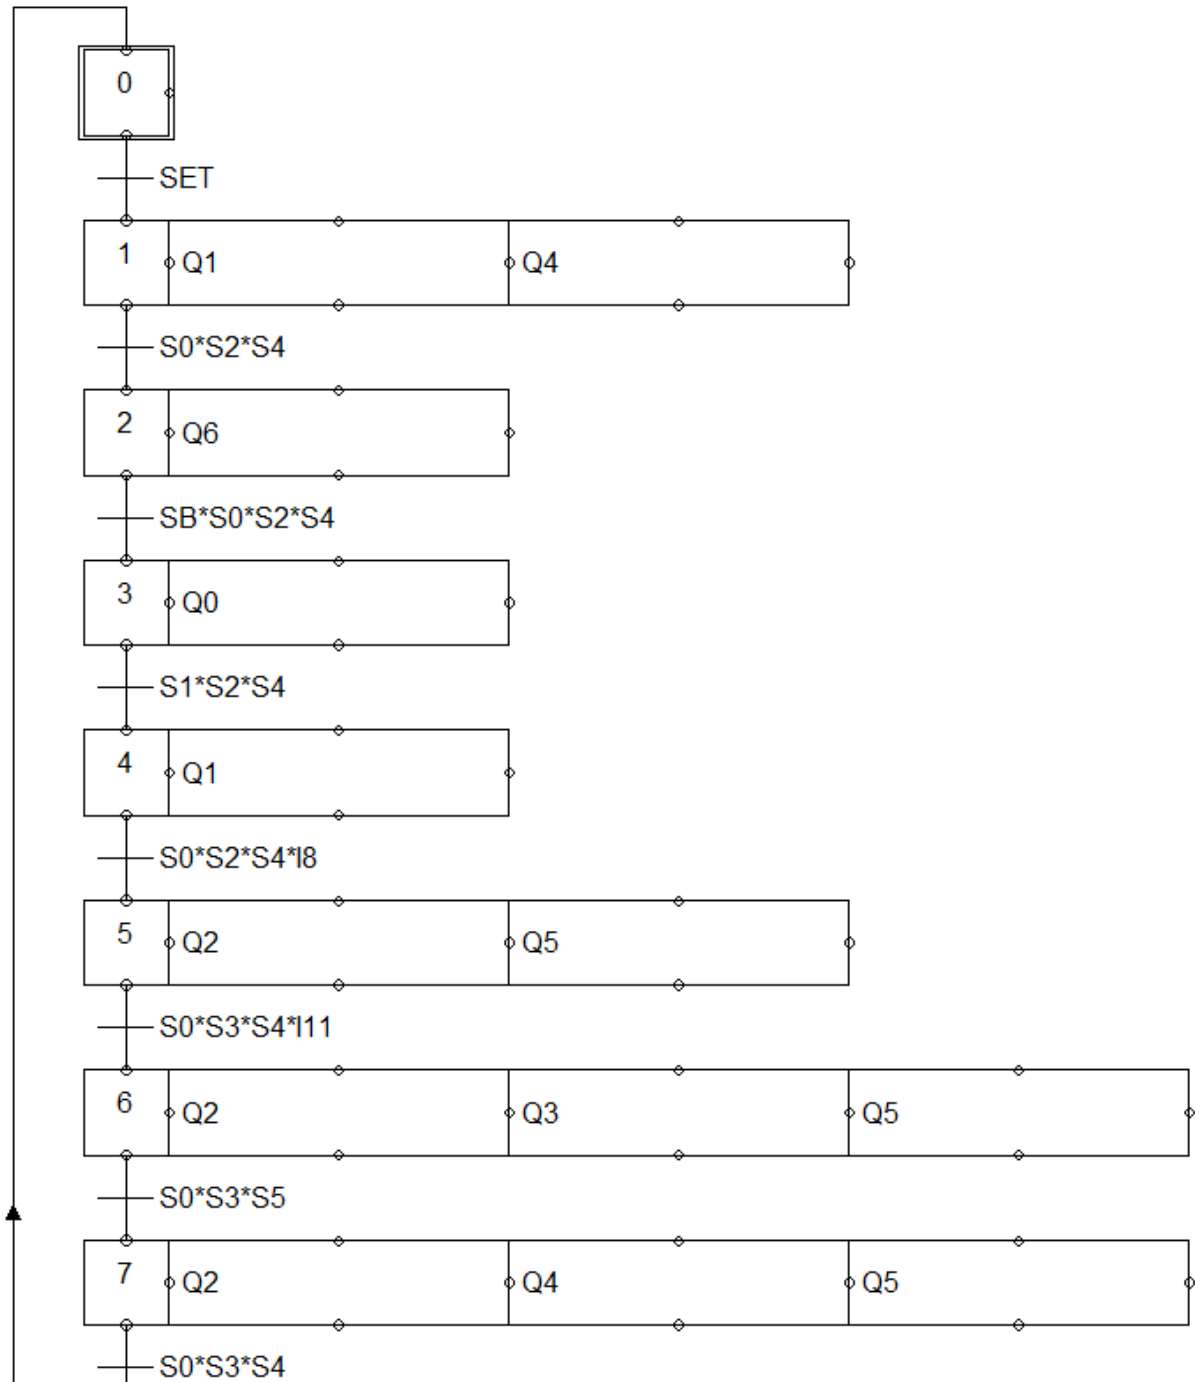 0
SET
1 Q1 Q4
S0*S2*S4
2 Q6
SB*S0*S2*S4
3 Q0
S1*S2*S4
4 Q1
S0*S2*S4*I8
5 Q2 Q5
S0*S3*S4*I11
6 Q2 Q3 Q5
S0*S3*S5
7 Q2 Q4 Q5
S0*S3*S4